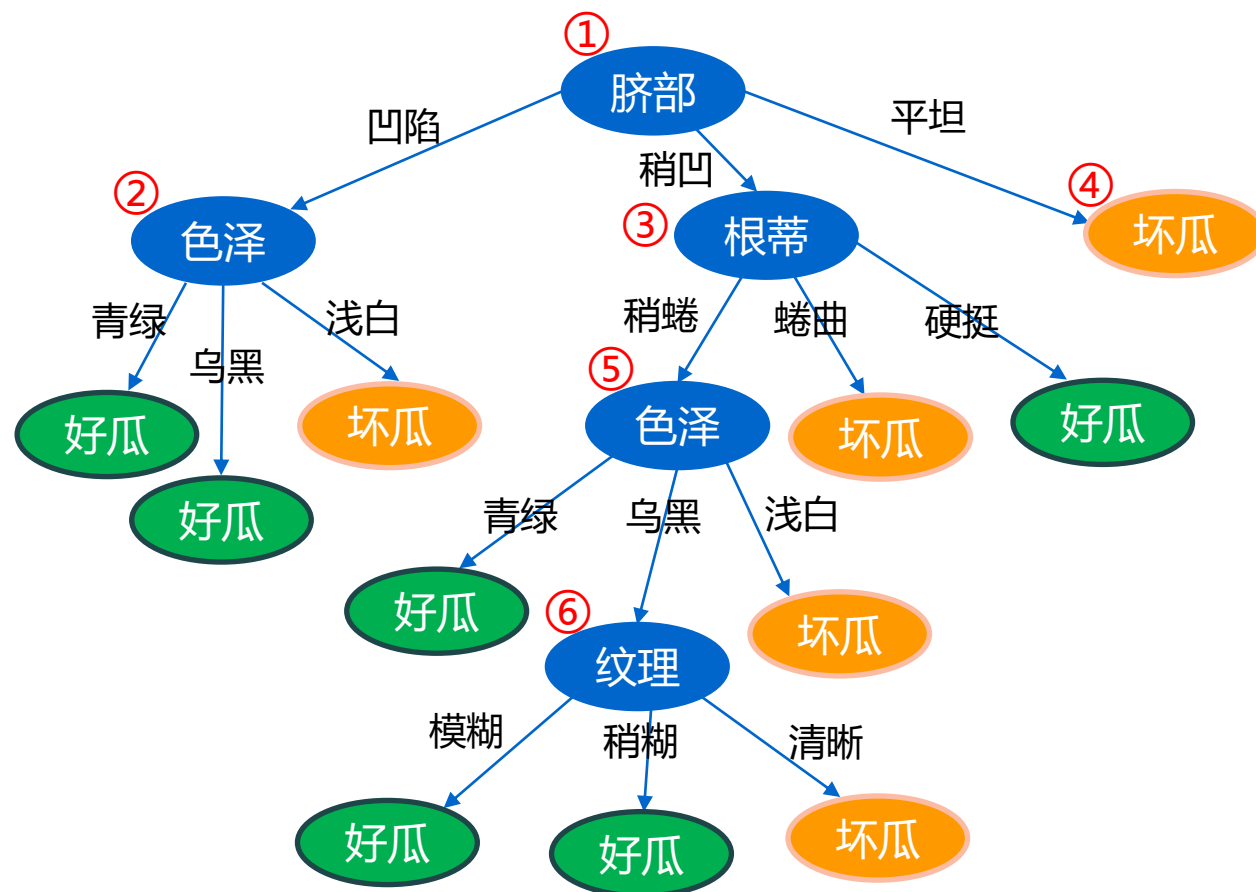 ①
脐部
凹陷
稍凹
平坦
②
色泽
③
根蒂
④
坏瓜
青绿
乌黑
浅白
稍蜷
蜷曲
硬挺
好瓜
好瓜
坏瓜
⑤
色泽
坏瓜
好瓜
青绿
乌黑
浅白
好瓜
⑥
纹理
坏瓜
模糊
稍糊
清晰
好瓜
好瓜
坏瓜